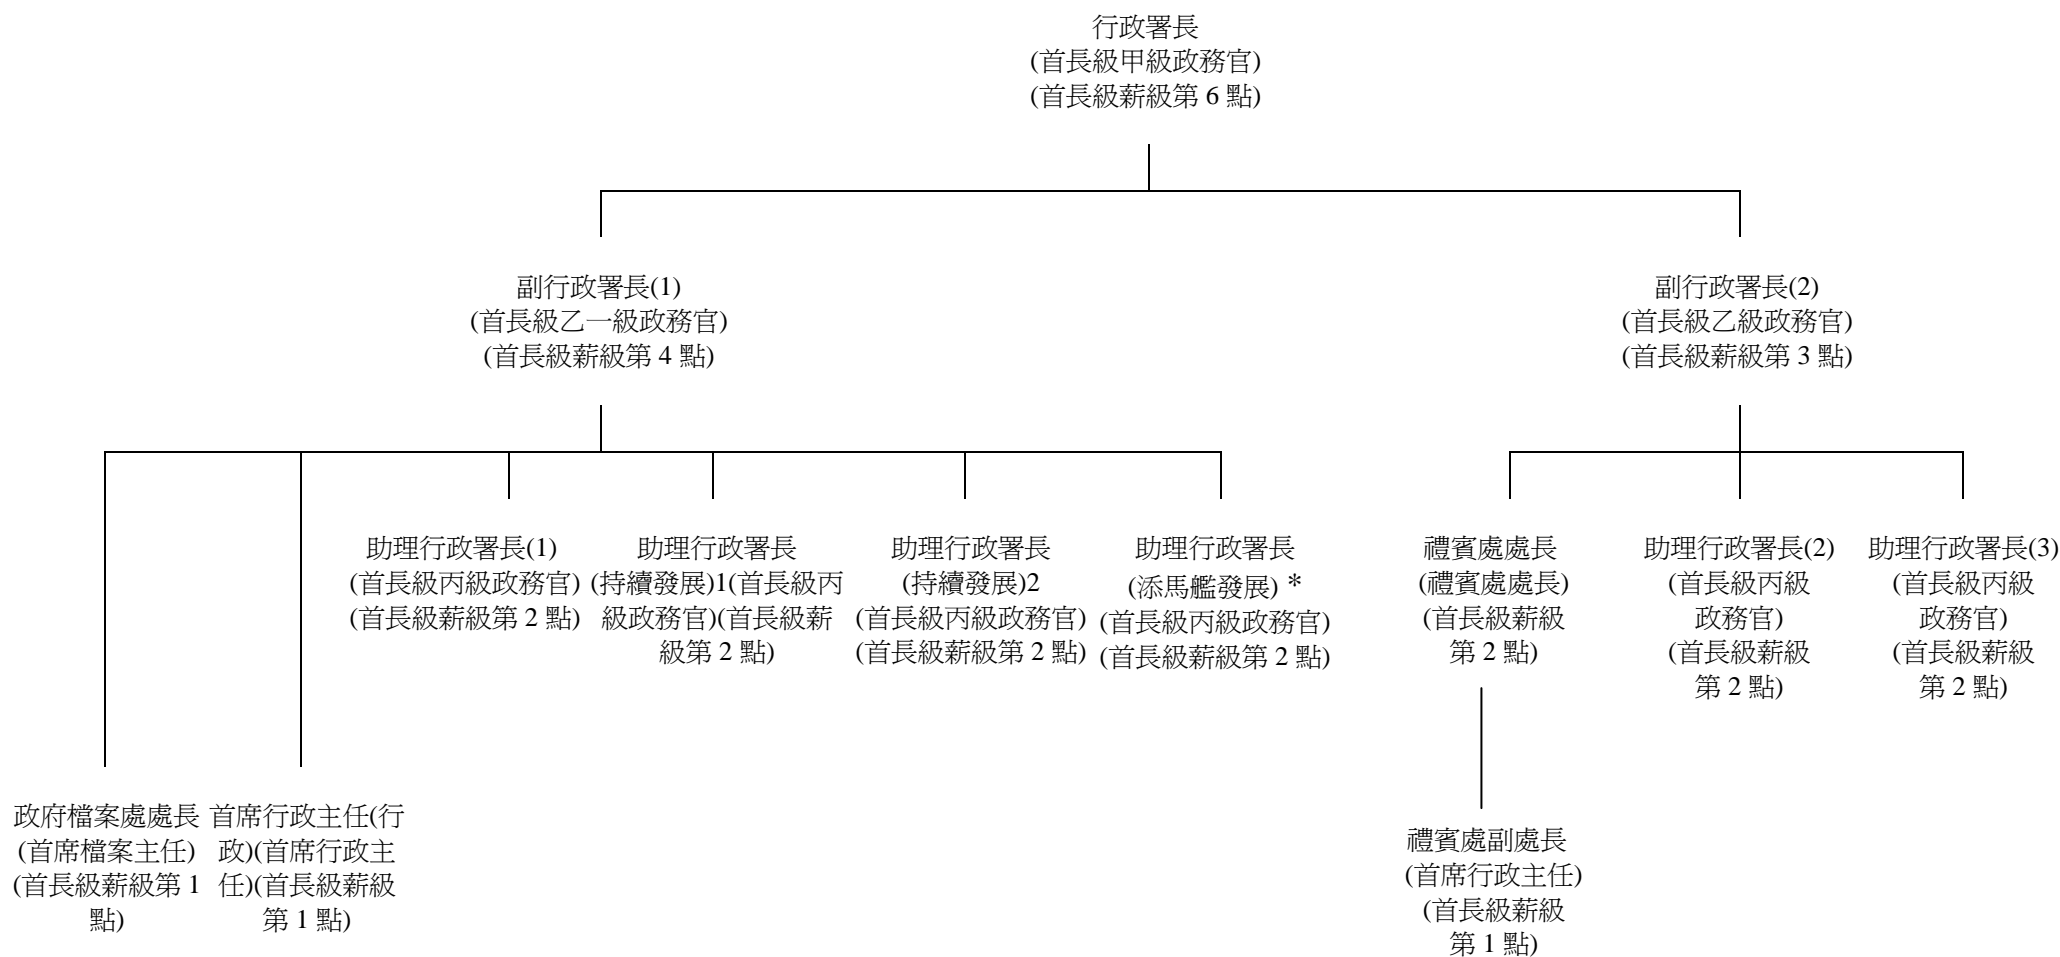 行政署長
(首長級甲級政務官)
(首長級薪級第 6 點)
副行政署長(1)
(首長級乙一級政務官)
(首長級薪級第 4 點)
副行政署長(2)
(首長級乙級政務官)
(首長級薪級第 3 點)
助理行政署長(1)
(首長級丙級政務官)
(首長級薪級第 2 點)
助理行政署長
(持續發展)1(首長級丙
級政務官)(首長級薪
級第 2 點)
助理行政署長
(持續發展)2
(首長級丙級政務官)
(首長級薪級第 2 點)
助理行政署長
(添馬艦發展) *
(首長級丙級政務官)
(首長級薪級第 2 點)
禮賓處處長
(禮賓處處長)
(首長級薪級
第 2 點)
助理行政署長(2)
(首長級丙級
政務官)
(首長級薪級
第 2 點)
助理行政署長(3)
(首長級丙級
政務官)
(首長級薪級
第 2 點)
政府檔案處處長
(首席檔案主任)
(首長級薪級第 1
點)
首席行政主任(行
政)(首席行政主
任)(首長級薪級
第 1 點)
禮賓處副處長
(首席行政主任)
(首長級薪級
第 1 點)